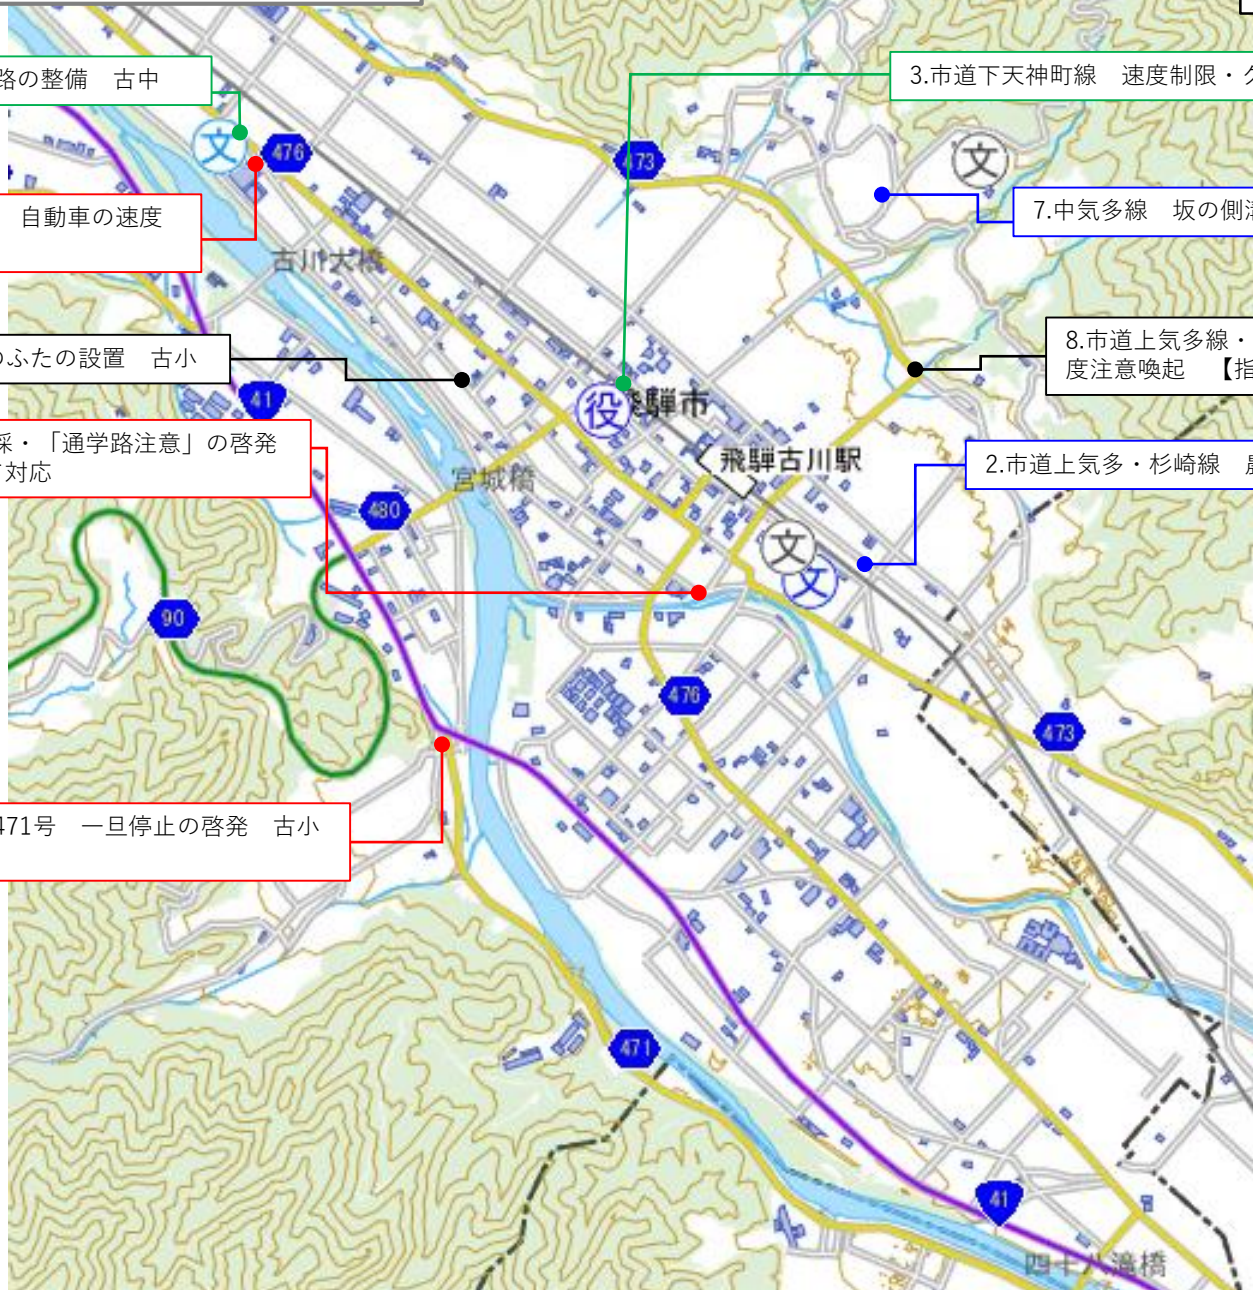 路の整備 古中
3.市道下天神町線 速度制限・
文
476
473
文
自動車の速度
7.中気多線 坂の側
古川大橋
のふたの設置 古小
8.市道上気多線・
度注意喚起 【指
41
役
飛騨市
採・「通学路注意」の啓発
対応
宮城橋
飛騨古川駅
2.市道上気多・杉崎線
480
文
文
90
476
473
471号 一旦停止の啓発 古小
471
41
四十八滝橋